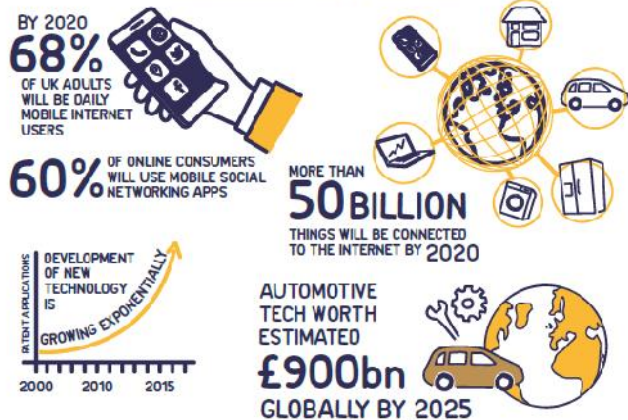 BY 2020
68%
OF UK ADULTS
WILL BE DAILY
MOBILE INTERNET
USERS
60% OF ONLINE CONSUMERS
WILL USE MOBILE SOCIAL
NETWORKING APPS
MORE THAN
50 BILLION
THINGS WILL BE CONNECTED
TO THE INTERNET BY 2020
PATENT APPLICATIONS
DEVELOPMENT
OF NEW
TECHNOLOGY
IS
GROWING EXPONENTIALLY
2000 2010 2015
AUTOMOTIVE
TECH WORTH
ESTIMATED
£900bn
GLOBALLY BY 2025